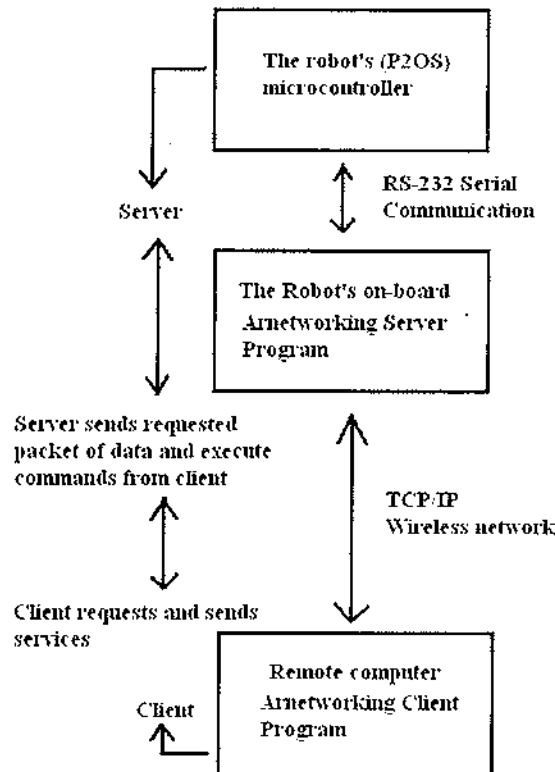 The robot's (P2OS)
microcontroller
RS-232 Serial
Communication
Server
The Robot's on-board
Arnetworking Server
Program
Server sends requested
packet of data and execute
commands from client
TCP/IP
Wireless network
Client requests and sends
services
Remote computer
Arnetworking Client
Program
Client